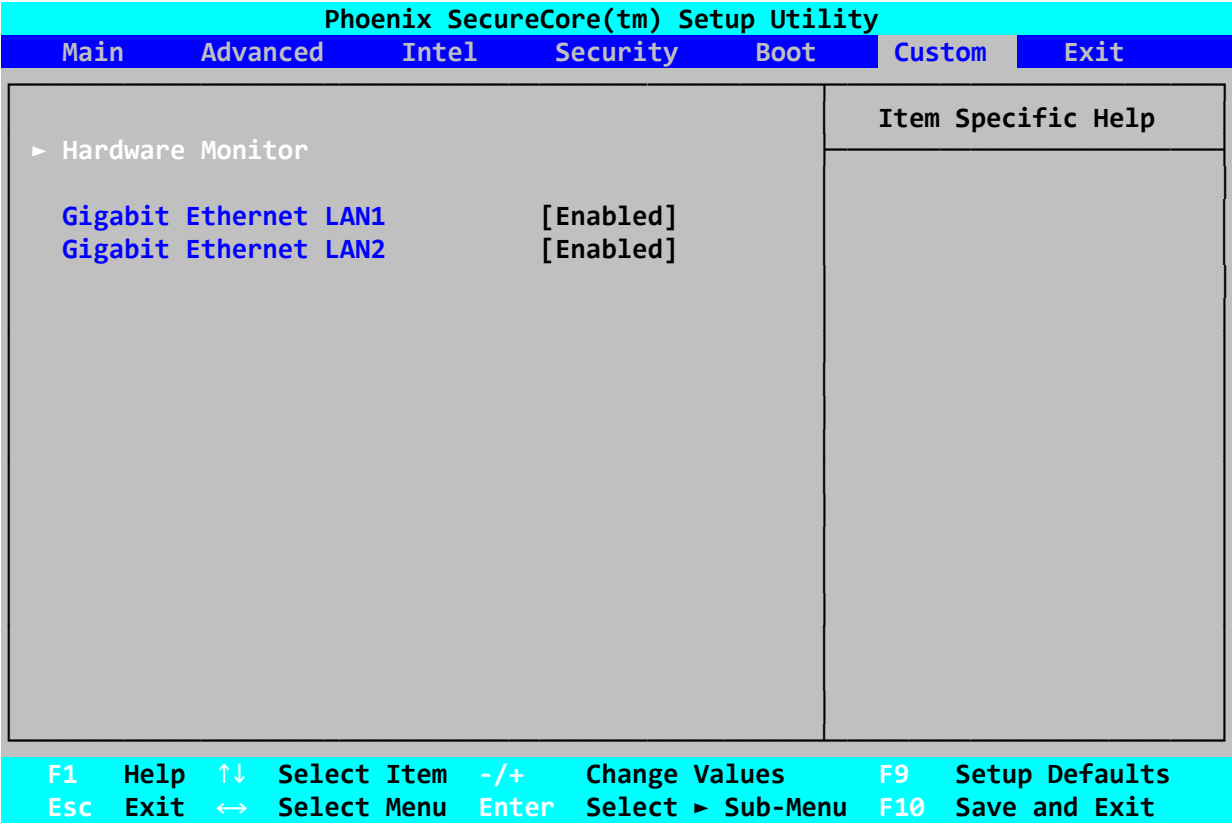 Phoenix SecureCore(tm) Setup Utility
Main Advanced Intel Security Boot Custom Exit
Item Specific Help
► Hardware Monitor
Gigabit Ethernet LAN1 [Enabled]
Gigabit Ethernet LAN2 [Enabled]
F1 Help ↑↓ Select Item -/+ Change Values F9 Setup Defaults
Esc Exit ↔ Select Menu Enter Select ► Sub-Menu F10 Save and Exit